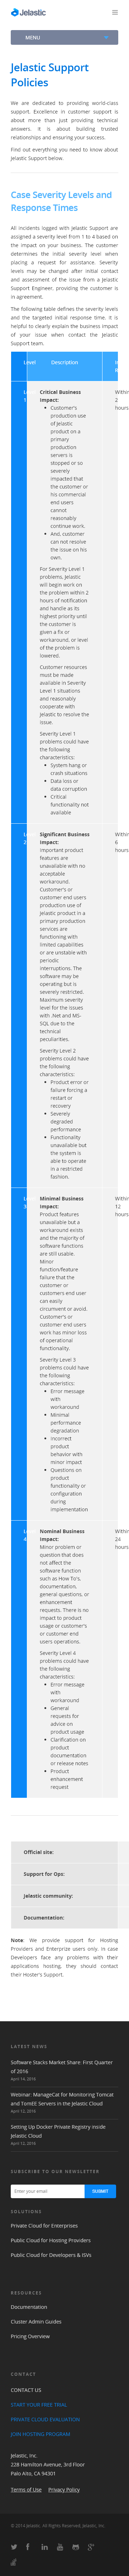 Jelastic
MENU
Jelastic Support
Policies
We are dedicated to providing world-class
support. Excellence in customer support is
more than just providing technical
answers, it is about building trusted
relationships and ensuring your success.
Find out everything you need to know about
Jelastic Support below.
Case Severity Levels and
Response Times
All incidents logged with Jelastic Support are
assigned a severity level from 1 to 4 based on
their impact on your business. The initial
severity level is assigned by you while
placing a request for assistance. Severity
levels may be changed after initial contact
and assessment of the issue from a Jelastic
Support Engineer, providing the customer is
in agreement.
The following table defines the severity levels
and the targeted initial response time. It is
helpful to clearly explain the business impact
of your issue when contact the Jelastic
Support team.
Level Description
Critical Business
Impact:
Within
2
hours
Customer's
production use
of Jelastic
product on a
primary
production
servers is
stopped or so
severely
impacted that
the customer or
his commercial
end users
cannot
reasonably
continue work.
And, customer
can not resolve
the issue on his
own.
For Severity Level 1
problems, Jelastic
will begin work on
the problem within 2
hours of notification
and handle as its
highest priority until
the customer is
given a fix or
workaround, or level
of the problem is
lowered.
Customer resources
must be made
available in Severity
Level 1 situations
and reasonably
cooperate with
Jelastic to resolve the
issue.
Severity Level 1
problems could have
the following
characteristics:
System hang or
crash situations
Data loss or
data corruption
Critical
functionality not
available
Significant Business
Impact:
Within
6
hours
Important product
features are
unavailable with no
acceptable
workaround.
Customer's or
customer end users
production use of
Jelastic product in a
primary production
servers are
functioning with
limited capabilities
or are unstable with
periodic
interruptions. The
software may be
operating but is
severely restricted.
Maximum severity
level for the issues
with .Net and MS-
SQL due to the
technical
peculiarities.
Severity Level 2
problems could have
the following
characteristics:
Product error or
failure forcing a
restart or
recovery
Severely
degraded
performance
Functionality
unavailable but
the system is
able to operate
in a restricted
fashion.
Minimal Business
Impact:
Within
12
hours
Product features
unavailable but a
workaround exists
and the majority of
software functions
are still usable.
Minor
function/feature
failure that the
customer or
customers end user
can easily
circumvent or avoid.
Customer's or
customer end users
work has minor loss
of operational
functionality.
Severity Level 3
problems could have
the following
characteristics:
Error message
with
workaround
Minimal
performance
degradation
Incorrect
product
behavior with
minor impact
Questions on
product
functionality or
configuration
during
implementation
Nominal Business
Impact:
Within
24
hours
Minor problem or
question that does
not affect the
software function
such as How To's,
documentation,
general questions, or
enhancement
requests. There is no
impact to product
usage or customer's
or customer end
users operations.
Severity Level 4
problems could have
the following
characteristics:
Error message
with
workaround
General
requests for
advice on
product usage
Clarification on
product
documentation
or release notes
Product
enhancement
request
Official site:
Support for Ops:
Jelastic community:
Documentation:
Note: We provide support for Hosting
Providers and Enterprize users only. In case
Developers face any problems with their
applications hosting, they should contact
their Hoster's Support.
LATEST NEWS
Software Stacks Market Share: First Quarter
of 2016
April 14, 2016
Webinar: ManageCat for Monitoring Tomcat
and TomEE Servers in the Jelastic Cloud
April 12, 2016
Setting Up Docker Private Registry inside
Jelastic Cloud
April 12, 2016
SUBSCRIBE TO OUR NEWSLETTER
Enter your email SUBMIT
SOLUTIONS
Private Cloud for Enterprises
Public Cloud for Hosting Providers
Public Cloud for Developers & ISVs
RESOURCES
Documentation
Cluster Admin Guides
Pricing Overview
CONTACT
CONTACT US
START YOUR FREE TRIAL
PRIVATE CLOUD EVALUATION
JOIN HOSTING PROGRAM
Jelastic, Inc.
228 Hamilton Avenue, 3rd Floor
Palo Alto, CA 94301
Terms of Use Privacy Policy
© 2014 Jelastic. All Rights Reserved, Jelastic, Inc.